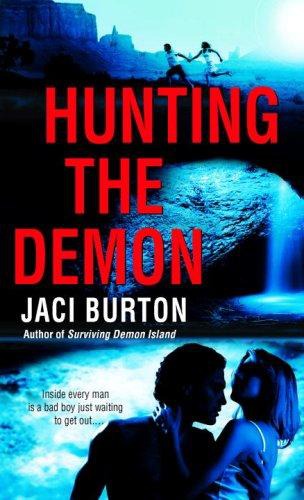 HUNTING
THE
DEMON
JACI BURTON
Author of Surviving Demon Island
Inside every man
is a bad boy just waiting
to get out....